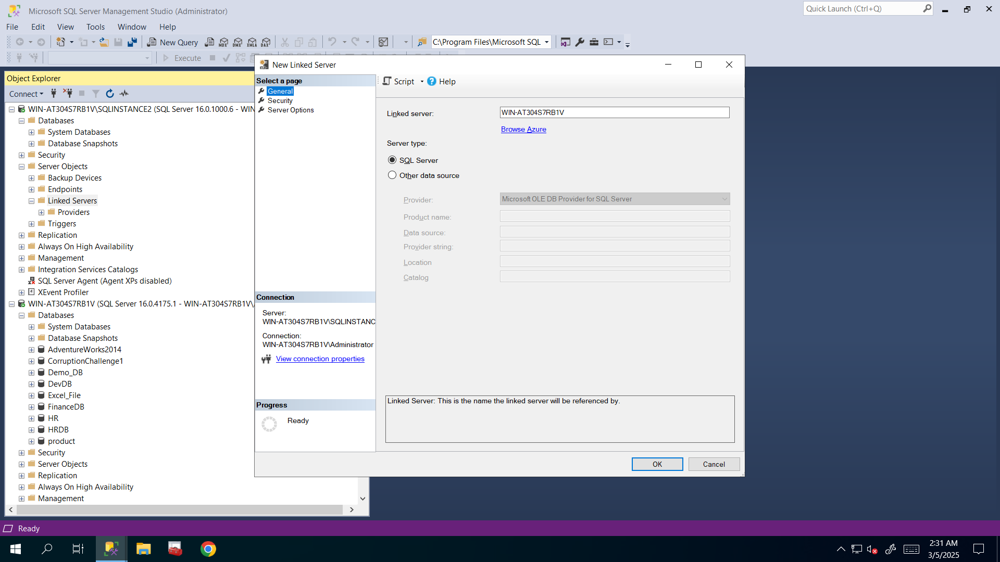 Microsoft SQL Server Management Studio (Administrator)
Quick Launch (Ctrl+Q)
File Edit View Tools Window Help
New Query
MDX DMX XMLA DAX
C:\Program Files\Microsoft SQL
Execute
Object Explorer
Connect
WIN-AT304S7RB1V\SQLINSTANCE2 (SQL Server 16.0.1000.6 - WIN
Databases
System Databases
Database Snapshots
Security
Server Objects
Backup Devices
Endpoints
Linked Servers
Providers
Triggers
Replication
Always On High Availability
Management
Integration Services Catalogs
SQL Server Agent (Agent XPs disabled)
XEvent Profiler
WIN-AT304S7RB1V (SQL Server 16.0.4175.1 - WIN-AT304S7RB1V\
Databases
System Databases
Database Snapshots
AdventureWorks2014
CorruptionChallenge1
Demo_DB
DevDB
Excel_File
FinanceDB
HR
HRDB
product
Security
Server Objects
Replication
Always On High Availability
Management
New Linked Server
Select a page
General
Security
Server Options
Connection
Server:
WIN-AT304S7RB1V\SQLINSTANC
Connection:
WIN-AT304S7RB1V\Administrator
View connection properties
Progress
Ready
Script Help
Linked server: WIN-AT304S7RB1V
Browse Azure
Server type:
SQL Server
Other data source
Provider: Microsoft OLE DB Provider for SQL Server
Product name:
Data source:
Provider string:
Location
Catalog
Linked Server: This is the name the linked server will be referenced by.
OK Cancel
Ready
2:31 AM
3/5/2025